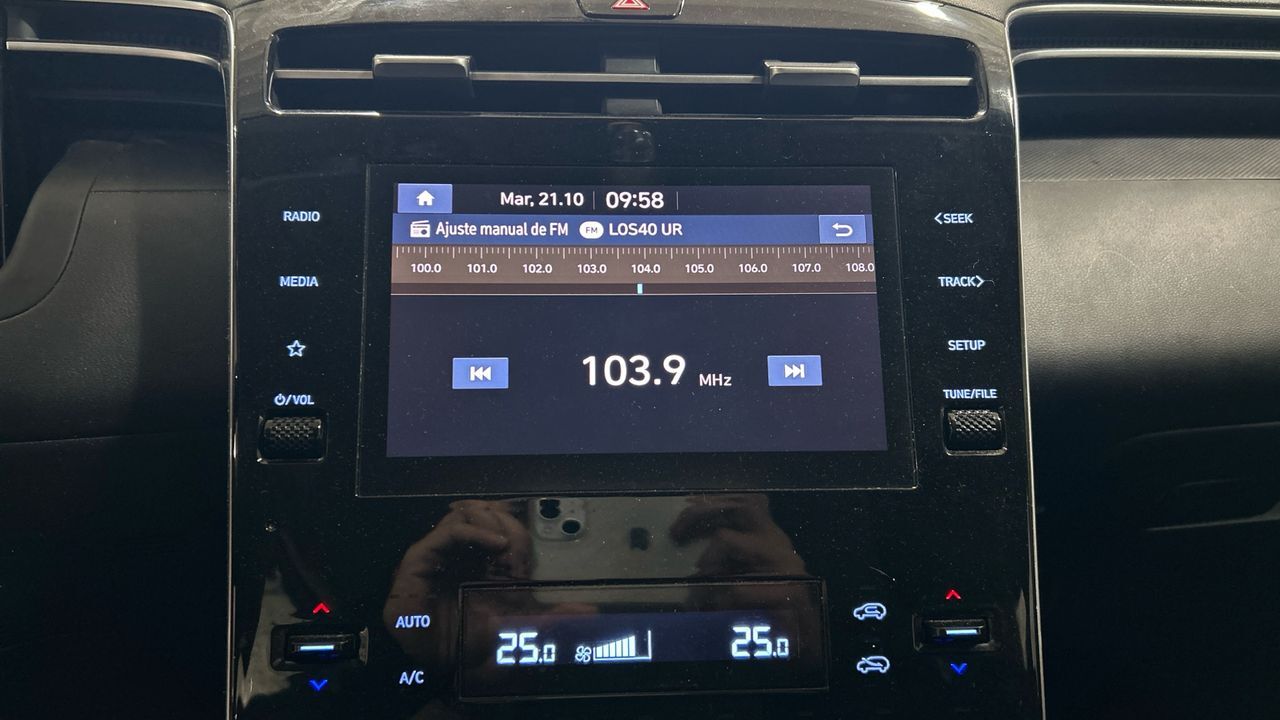 Mar, 21.10 09:58
Ajuste manual de FM FM LOS40 UR
100.0 101.0 102.0 103.0 104.0 105.0 106.0 107.0 108.0
103.9 MHz
RADIO
MEDIA
/VOL
<SEEK
TRACK>
SETUP
TUNE/FILE
AUTO
A/C
25.0 25.0